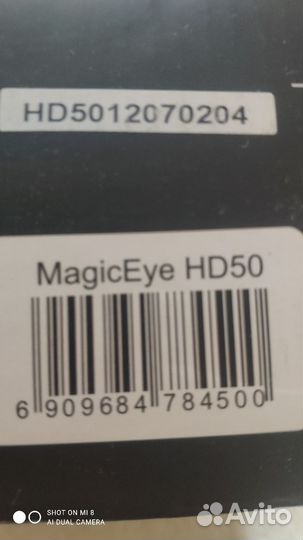 HD5012070204
MagicEye HD50
6 909684 784500
SHOT ON MI 8
AI DUAL CAMERA
Avito